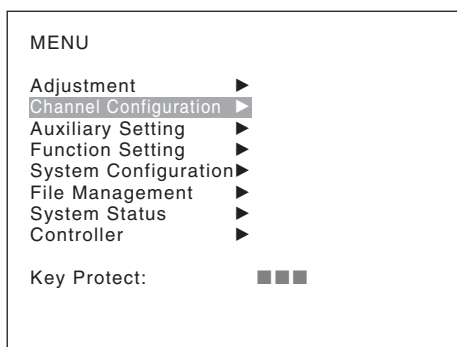 MENU
Adjustment ▶
Channel Configuration ▶
Auxiliary Setting ▶
Function Setting ▶
System Configuration▶
File Management ▶
System Status ▶
Controller ▶
Key Protect: ■■■